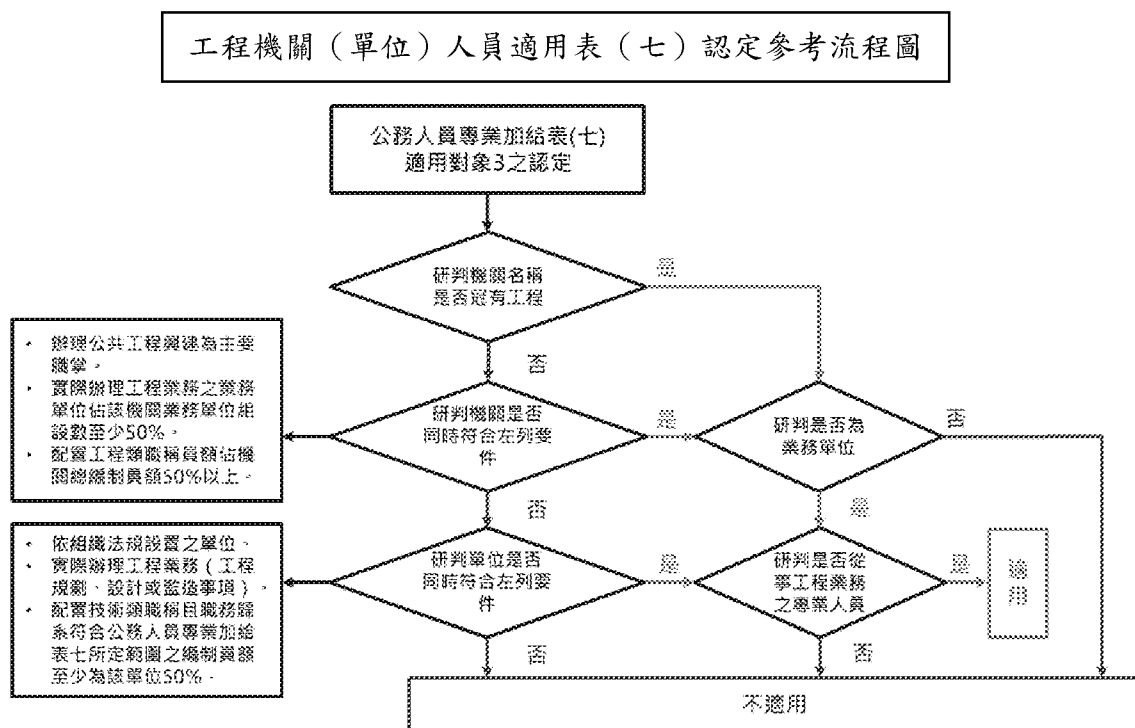 工程機關（單位）人員適用表（七）認定參考流程圖
公務人員專業加給表(七)
適用對象3之認定
研判機關名稱
是否冠有工程
是
否
• 辦理公共工程興建為主要
職掌。
• 實際辦理工程業務之業務
單位佔該機關業務單位組
設數至少50%。
• 配置工程類職稱員額佔機
關總編制員額50%以上。
研判機關是否
同時符合左列要
件
是
研判是否為
業務單位
否
否
是
• 依組織法規設置之單位。
• 實際辦理工程業務（工程
規劃、設計或監造事項）。
• 配置技術類職稱且職務歸
系符合公務人員專業加給
表七所定範圍之編制員額
至少為該單位50%。
研判單位是否
同時符合左列要
件
是
研判是否從
事工程業務
之專業人員
是
適
用
否
否
不適用